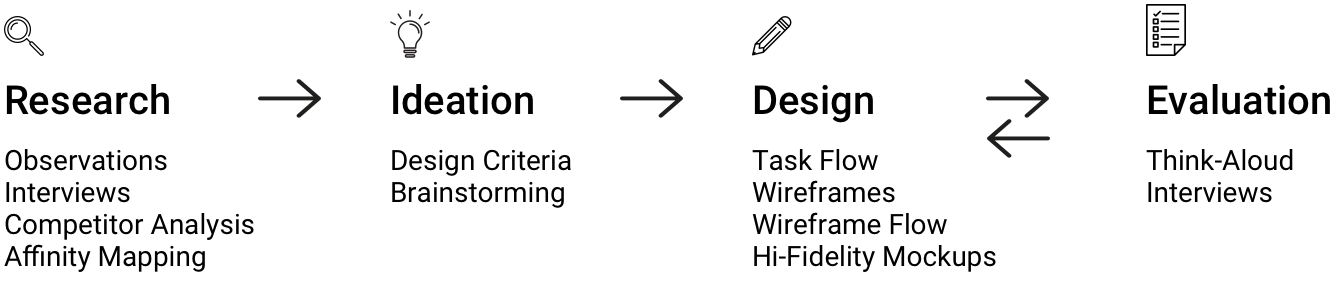 Research
Observations
Interviews
Competitor Analysis
Affinity Mapping
Ideation
Design Criteria
Brainstorming
Design
Task Flow
Wireframes
Wireframe Flow
Hi-Fidelity Mockups
Evaluation
Think-Aloud
Interviews